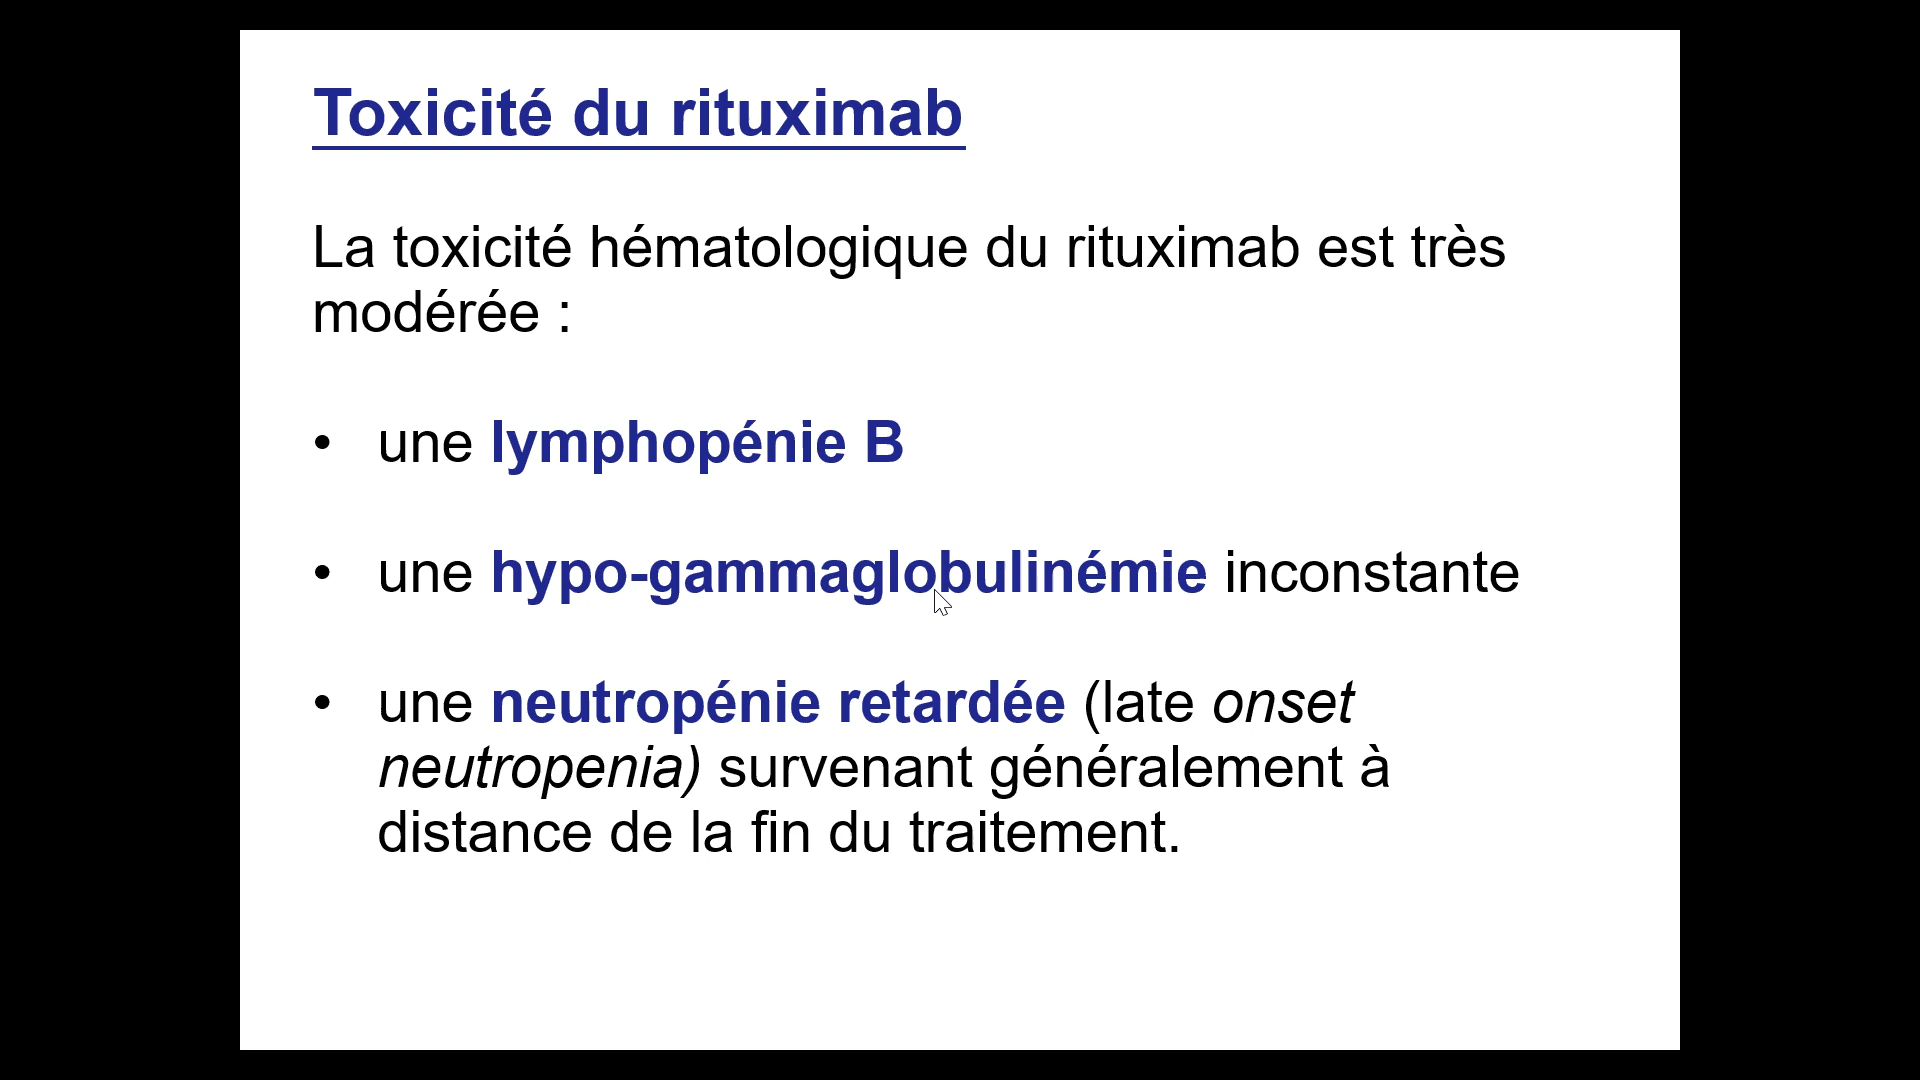 Toxicité du rituximab
La toxicité hématologique du rituximab est très
modérée :
• une lymphopénie B
• une hypo-gammaglobulinémie inconstante
• une neutropénie retardée (late onset
neutropenia) survenant généralement à
distance de la fin du traitement.